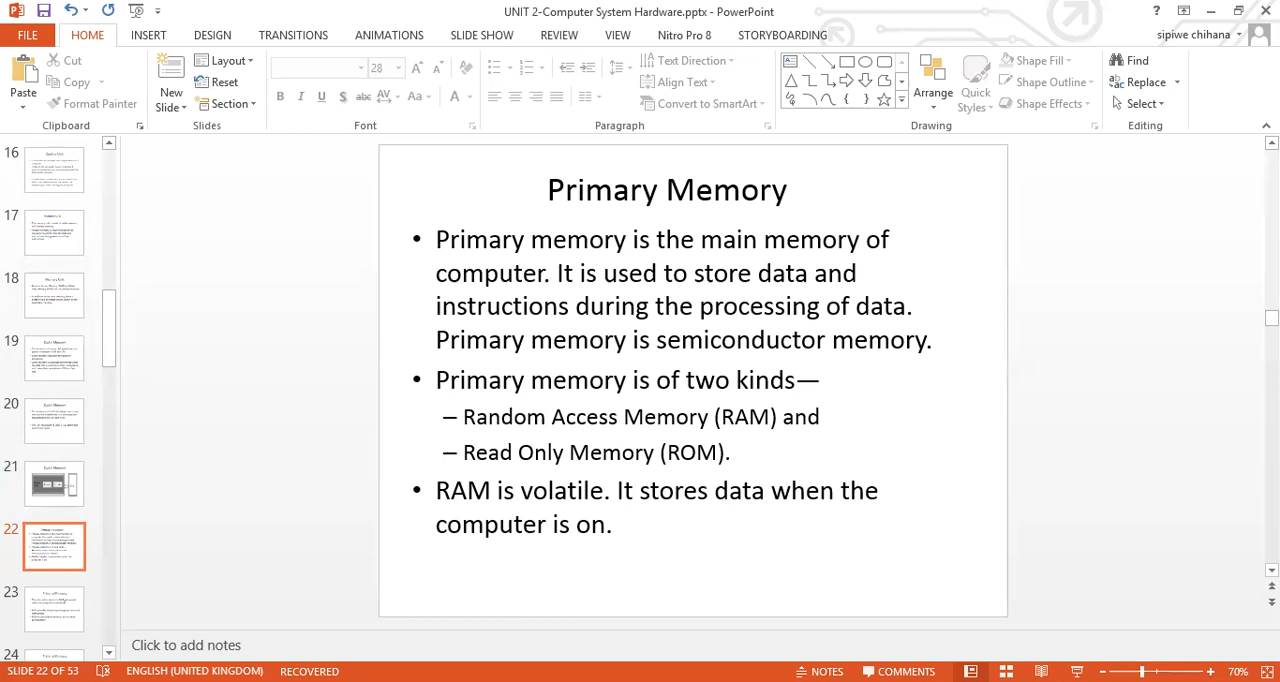 UNIT 2-Computer System Hardware.pptx - PowerPoint
?
FILE HOME INSERT DESIGN TRANSITIONS ANIMATIONS SLIDE SHOW REVIEW VIEW Nitro Pro 8 STORYBOARDING sipiwe chihana
Paste
Cut
Copy
Format Painter
Clipboard
New Slide
Layout
Reset
Section
Slides
28
B I U S abc AV Aa A
Font
Text Direction
Align Text
Convert to SmartArt
Paragraph
Arrange
Quick Styles
Shape Fill
Shape Outline
Shape Effects
Drawing
Find
Replace
Select
Editing
16
17
18
19
20
21
22
23
24
Primary Memory
• Primary memory is the main memory of
computer. It is used to store data and
instructions during the processing of data.
Primary memory is semiconductor memory.
• Primary memory is of two kinds—
– Random Access Memory (RAM) and
– Read Only Memory (ROM).
• RAM is volatile. It stores data when the
computer is on.
Click to add notes
SLIDE 22 OF 53 ENGLISH (UNITED KINGDOM) RECOVERED NOTES COMMENTS 70%